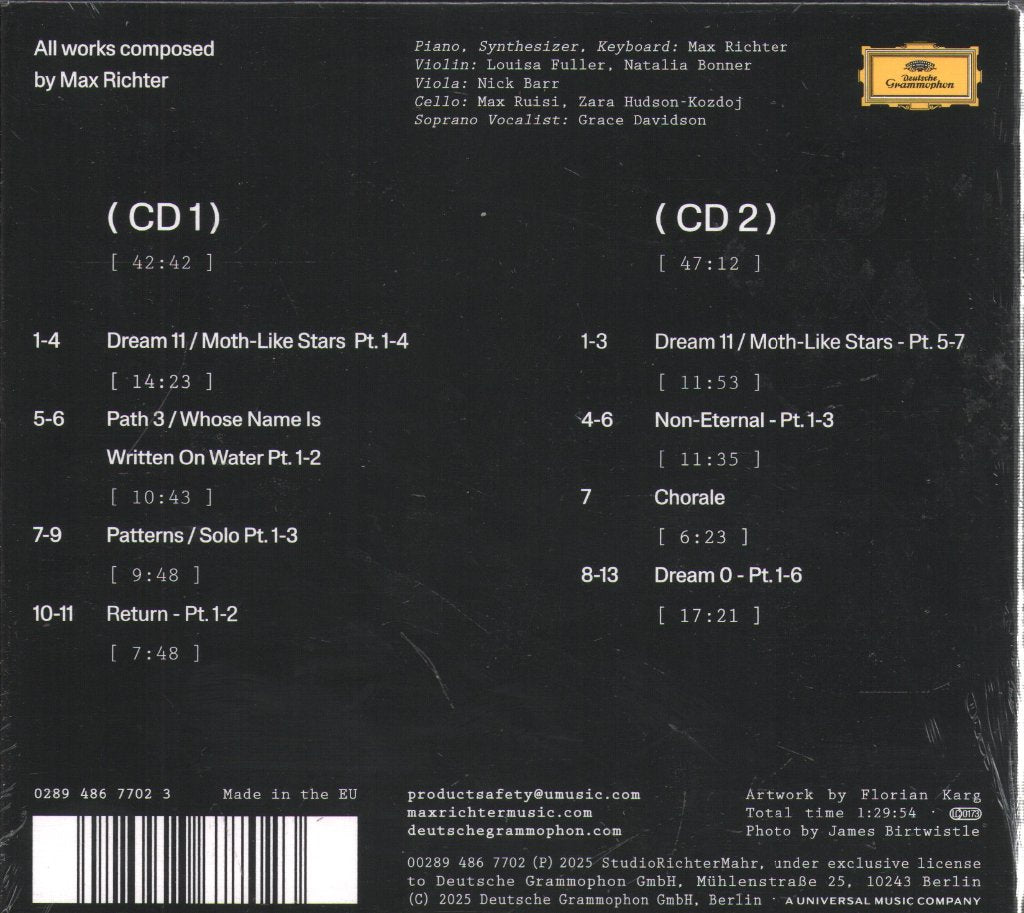 All works composed
by Max Richter
Piano, Synthesizer, Keyboard: Max Richter
Violin: Louisa Fuller, Natalia Bonner
Viola: Nick Barr
Cello: Max Ruisi, Zara Hudson-Kozdoj
Soprano Vocalist: Grace Davidson
Deutsche
Grammophon
( CD 1 )
[ 42:42 ]
1-4 Dream 11 / Moth-Like Stars Pt. 1-4
[ 14:23 ]
5-6 Path 3 / Whose Name Is
Written On Water Pt. 1-2
[ 10:43 ]
7-9 Patterns / Solo Pt. 1-3
[ 9:48 ]
10-11 Return - Pt. 1-2
[ 7:48 ]
( CD 2 )
[ 47:12 ]
1-3 Dream 11 / Moth-Like Stars - Pt. 5-7
[ 11:53 ]
4-6 Non-Eternal - Pt. 1-3
[ 11:35 ]
7 Chorale
[ 6:23 ]
8-13 Dream 0 - Pt. 1-6
[ 17:21 ]
0289 486 7702 3 Made in the EU
productsafety@umusic.com
maxrichtermusic.com
deutschegrammophon.com
Artwork by Florian Karg
Total time 1:29:54 · LC 0173
Photo by James Birtwistle
00289 486 7702 (P) 2025 StudioRichterMahr, under exclusive license
to Deutsche Grammophon GmbH, Mühlenstraße 25, 10243 Berlin
(C) 2025 Deutsche Grammophon GmbH, Berlin · A UNIVERSAL MUSIC COMPANY